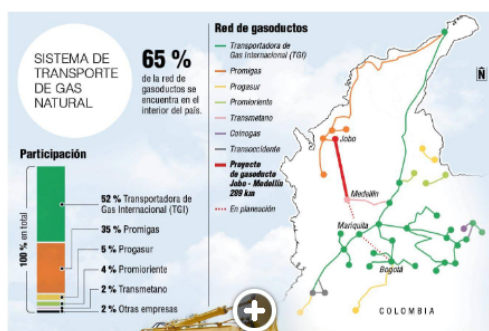 SISTEMA DE
TRANSPORTE
DE GAS
NATURAL
65 %
de la red de
gasoductos se
encuentra en el
interior del país.
Participación
100 % en total
52 % Transportadora de
Gas Internacional (TGI)
35 % Promigas
5 % Progasur
4 % Promioriente
2 % Transmetano
2 % Otras empresas
Red de gasoductos
Transportadora de
Gas Internacional (TGI)
Promigas
Progasur
Promioriente
Transmetano
Coinogas
Transoccidente
Proyecto
de gasoducto
Jobo - Medellín
289 km
En planeación
N
Jobo
Medellín
Mariquita
Bogotá
COLOMBIA